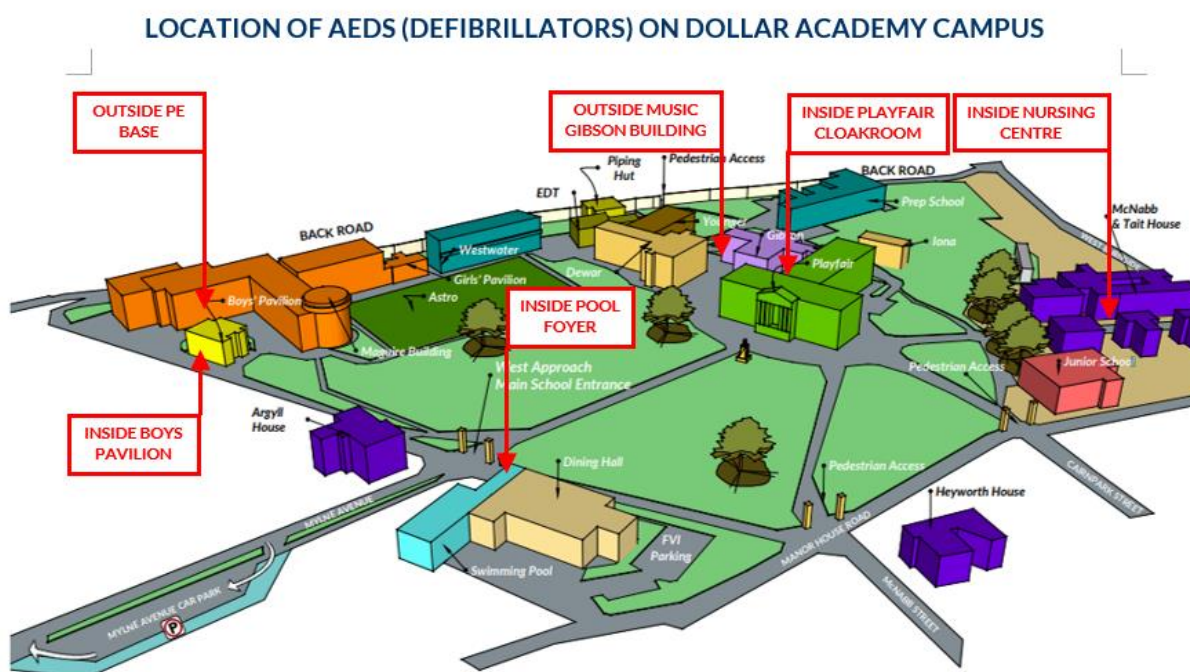 LOCATION OF AEDS (DEFIBRILLATORS) ON DOLLAR ACADEMY CAMPUS
OUTSIDE PE
BASE
OUTSIDE MUSIC
GIBSON BUILDING
INSIDE PLAYFAIR
CLOAKROOM
INSIDE NURSING
CENTRE
Piping
Hut
Pedestrian Access
BACK ROAD
EDT
Prep School
McNabb
& Tait House
BACK ROAD
Younger
Gibson
Iona
Westwater
Dewar
Playfair
Girls' Pavilion
Astro
Boys' Pavilion
INSIDE POOL
FOYER
Maguire Building
West Approach
Main School Entrance
Pedestrian Access
Junior School
Argyll
House
INSIDE BOYS
PAVILION
Dining Hall
Pedestrian Access
Heyworth House
CAIRNPARK STREET
MYLNE AVENUE
FVI
Parking
MANOR HOUSE ROAD
Swimming Pool
MCNABB STREET
MYLNE AVENUE CAR PARK
P